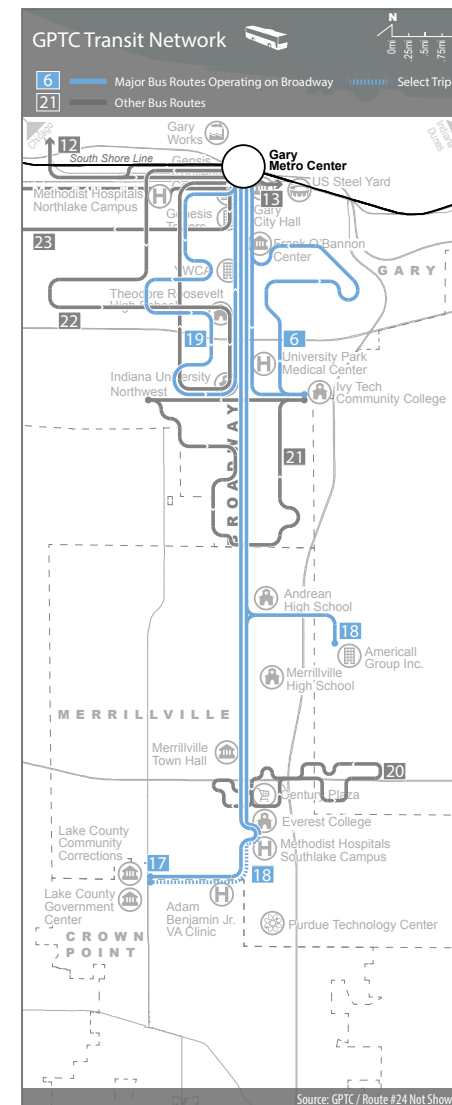 GPTC Transit Network
N
0mi
.25mi
.5mi
.75mi
6
Major Bus Routes Operating on Broadway
Select Trip
21
Other Bus Routes
Chicago
Gary
Works
Indiana
Dunes
12
South Shore Line
Gary
Metro Center
US Steel Yard
13
Methodist Hospitals
Northlake Campus
Genesis
Towers
Gary
City Hall
23
Frank O'Bannon
Center
YWCA
GARY
Theodore Roosevelt
High School
22
19
6
University Park
Medical Center
Indiana University
Northwest
Ivy Tech
Community College
BROADWAY
21
Andrean
High School
18
Americall
Group Inc.
Merrillville
High School
MERRILLVILLE
Merrillville
Town Hall
20
Century Plaza
Everest College
Lake County
Community
Corrections
17
Methodist Hospitals
Southlake Campus
18
Lake County
Government
Center
Adam
Benjamin Jr.
VA Clinic
Purdue Technology Center
CROWN
POINT
Source: GPTC / Route #24 Not Show